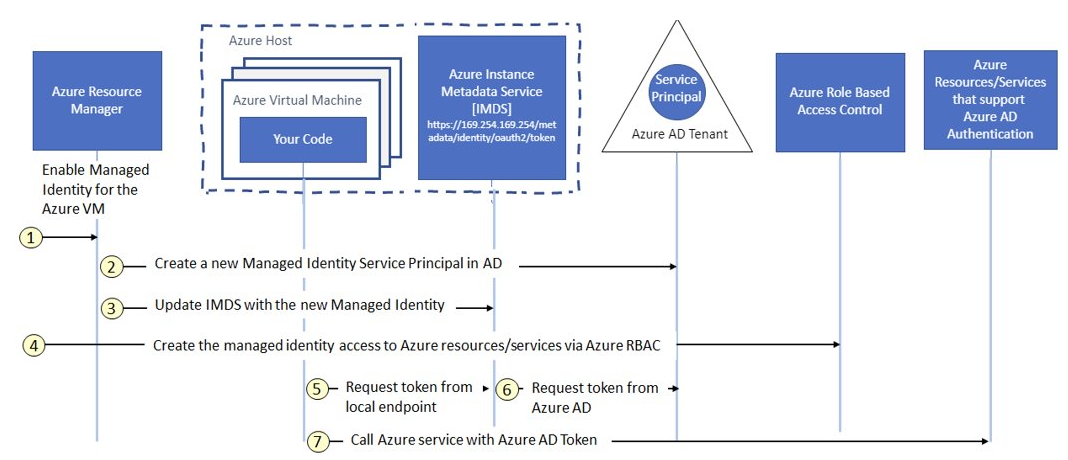 Azure Host
Azure Resource
Manager
Azure Virtual Machine
Your Code
Azure Instance
Metadata Service
[IMDS]
https://169.254.169.254/met
adata/identity/oauth2/token
Service
Principal
Azure AD Tenant
Azure Role Based
Access Control
Azure
Resources/Services
that support
Azure AD
Authentication
Enable Managed
Identity for the
Azure VM
1
2 Create a new Managed Identity Service Principal in AD
3 Update IMDS with the new Managed Identity
4 Create the managed identity access to Azure resources/services via Azure RBAC
5 Request token from
local endpoint
6 Request token from
Azure AD
7 Call Azure service with Azure AD Token